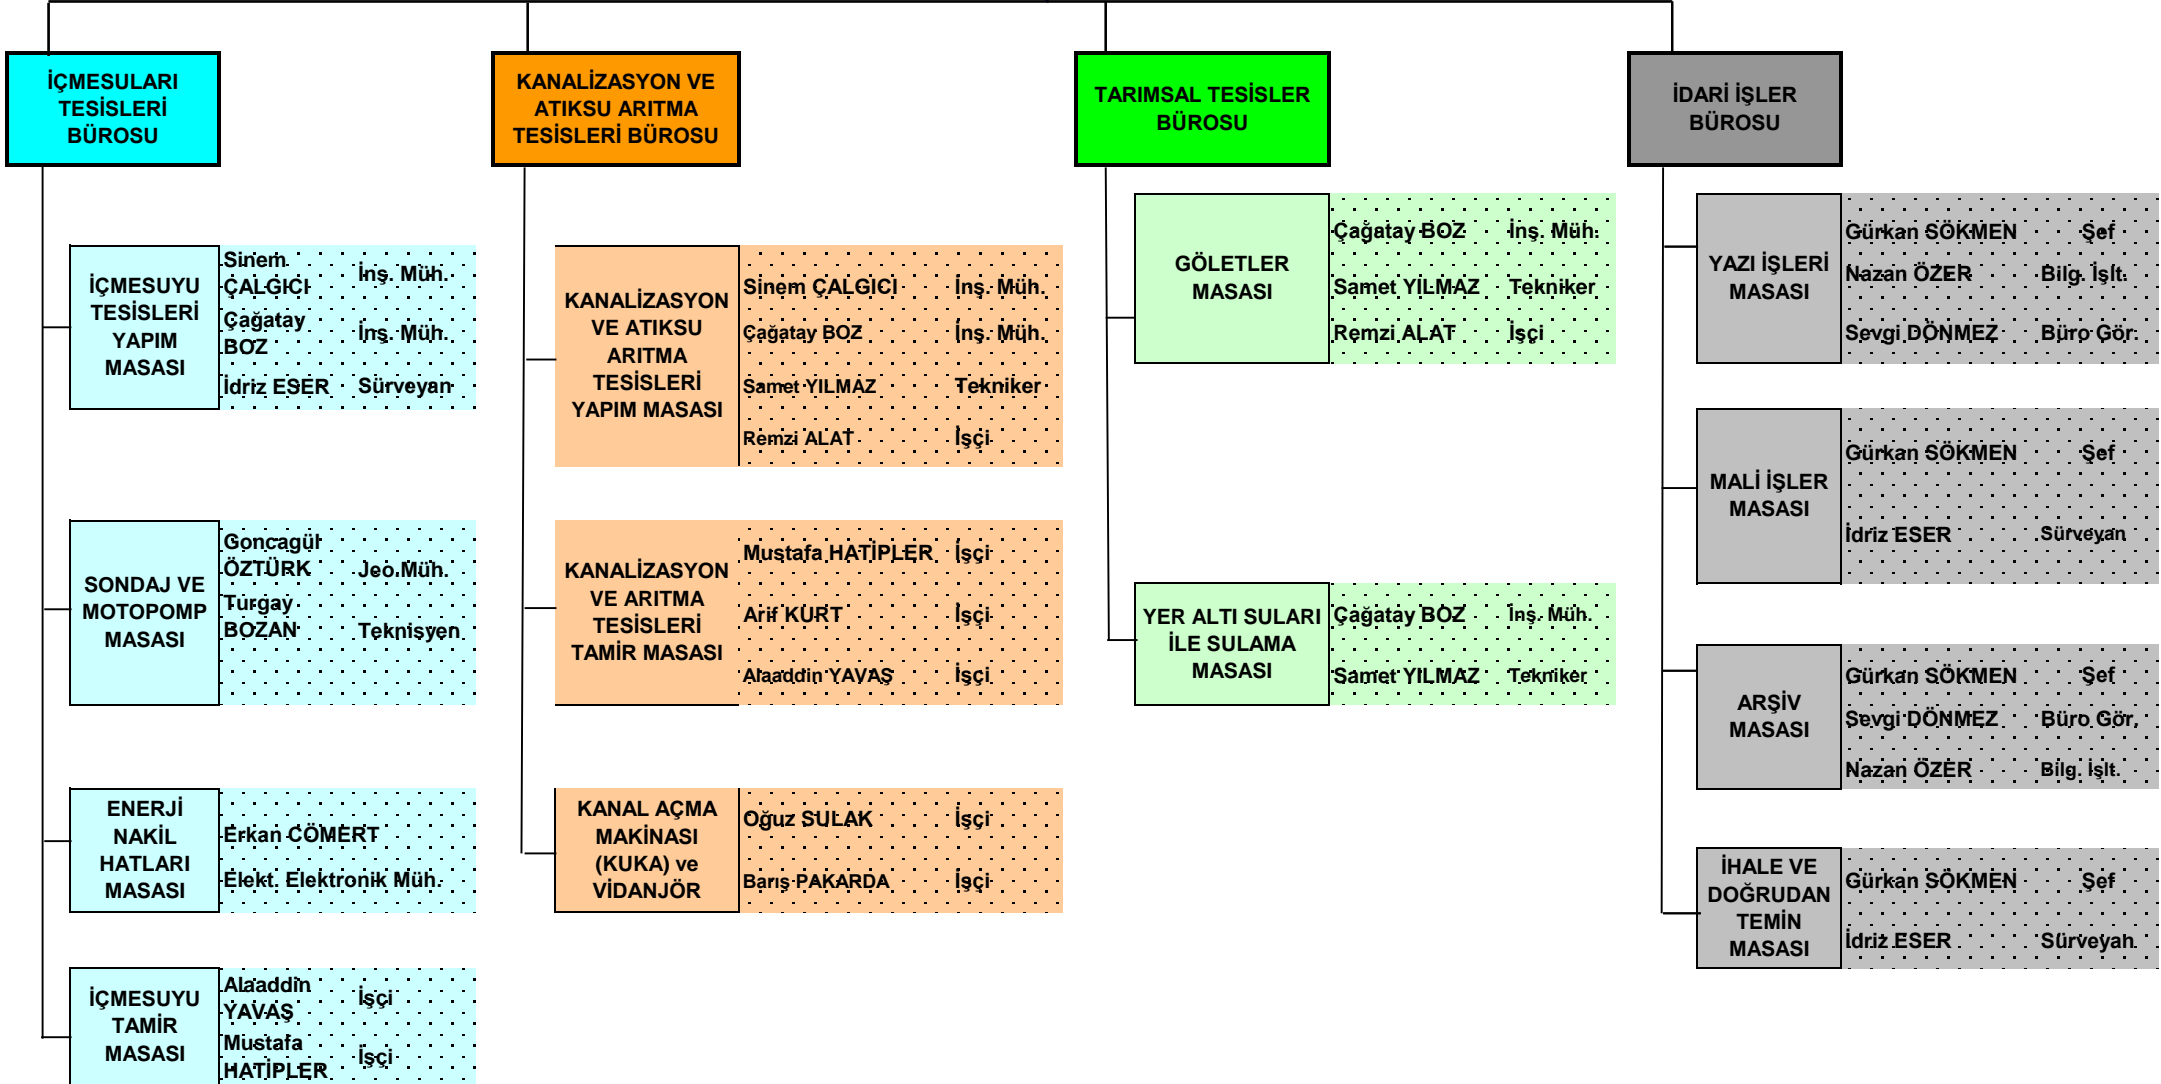 İÇMESULARI
TESİSLERİ
BÜROSU
KANALİZASYON VE
ATIKSU ARITMA
TESİSLERİ BÜROSU
TARIMSAL TESİSLER
BÜROSU
İDARİ İŞLER
BÜROSU
İÇMESUYU
TESİSLERİ
YAPIM
MASASI
Sinem
ÇALGICI İnş. Müh.
Çağatay
BOZ İnş. Müh.
İdriz ESER Sürveyan
SONDAJ VE
MOTOPOMP
MASASI
Goncagül
ÖZTÜRK Jeo.Müh.
Turgay
BOZAN Teknisyen
ENERJİ
NAKİL
HATLARI
MASASI
Erkan CÖMERT
Elekt. Elektronik Müh.
İÇMESUYU
TAMİR
MASASI
Alaaddin
YAVAŞ İşçi
Mustafa
HATİPLER İşçi
KANALİZASYON
VE ATIKSU
ARITMA
TESİSLERİ
YAPIM MASASI
Sinem ÇALGICI İnş. Müh.
Çağatay BOZ İnş. Müh.
Samet YILMAZ Tekniker
Remzi ALAT İşçi
KANALİZASYON
VE ARITMA
TESİSLERİ
TAMİR MASASI
Mustafa HATİPLER İşçi
Arif KURT İşçi
Alaaddin YAVAŞ İşçi
KANAL AÇMA
MAKİNASI
(KUKA) ve
VİDANJÖR
Oğuz SULAK İşçi
Barış PAKARDA İşçi
GÖLETLER
MASASI
Çağatay BOZ İnş. Müh.
Samet YILMAZ Tekniker
Remzi ALAT İşçi
YER ALTI SULARI
İLE SULAMA
MASASI
Çağatay BOZ İnş. Müh.
Samet YILMAZ Tekniker
YAZI İŞLERİ
MASASI
Gürkan SÖKMEN Şef
Nazan ÖZER Bilg. İşlt.
Sevgi DÖNMEZ Büro Gör.
MALİ İŞLER
MASASI
Gürkan SÖKMEN Şef
İdriz ESER Sürveyan
ARŞİV
MASASI
Gürkan SÖKMEN Şef
Sevgi DÖNMEZ Büro Gör.
Nazan ÖZER Bilg. İşlt.
İHALE VE
DOĞRUDAN
TEMİN
MASASI
Gürkan SÖKMEN Şef
İdriz ESER Sürveyan